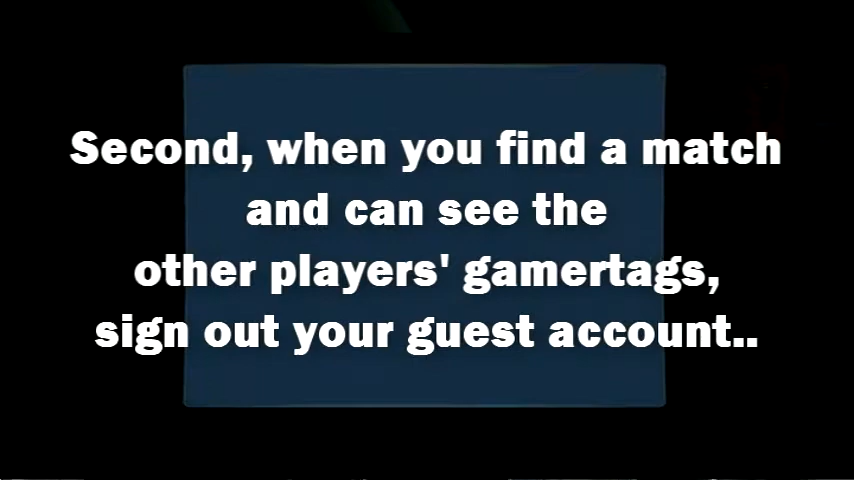 Second, when you find a match
and can see the
other players' gamertags,
sign out your guest account..